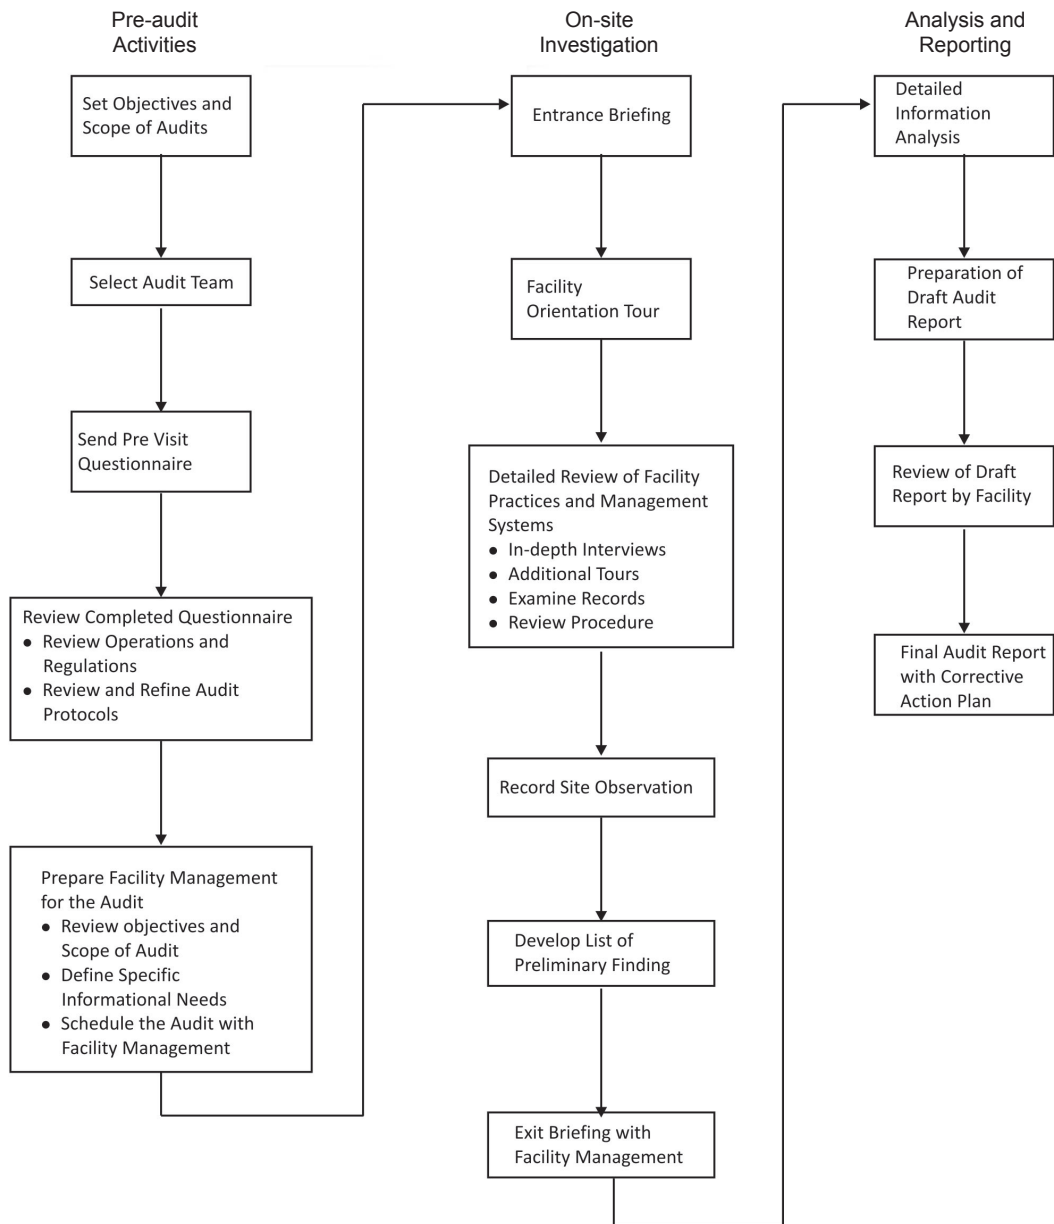 Pre-audit
Activities
Set Objectives and
Scope of Audits
Select Audit Team
Send Pre Visit
Questionnaire
Review Completed Questionnaire
● Review Operations and
Regulations
● Review and Refine Audit
Protocols
Prepare Facility Management
for the Audit
● Review objectives and
Scope of Audit
● Define Specific
Informational Needs
● Schedule the Audit with
Facility Management
On-site
Investigation
Entrance Briefing
Facility
Orientation Tour
Detailed Review of Facility
Practices and Management
Systems
● In-depth Interviews
● Additional Tours
● Examine Records
● Review Procedure
Record Site Observation
Develop List of
Preliminary Finding
Exit Briefing with
Facility Management
Analysis and
Reporting
Detailed
Information
Analysis
Preparation of
Draft Audit
Report
Review of Draft
Report by Facility
Final Audit Report
with Corrective
Action Plan